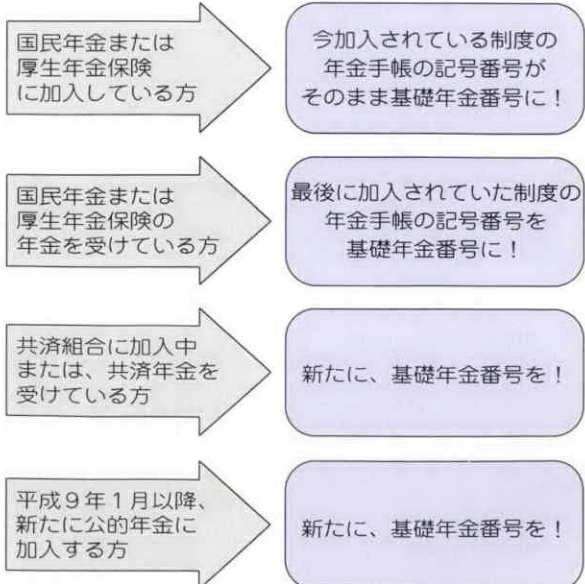 国民年金または
厚生年金保険
に加入している方
今加入されている制度の
年金手帳の記号番号が
そのまま基礎年金番号に！
国民年金または
厚生年金保険の
年金を受けている方
最後に加入されていた制度の
年金手帳の記号番号を
基礎年金番号に！
共済組合に加入中
または、共済年金を
受けている方
新たに、基礎年金番号を！
平成９年１月以降、
新たに公的年金に
加入する方
新たに、基礎年金番号を！